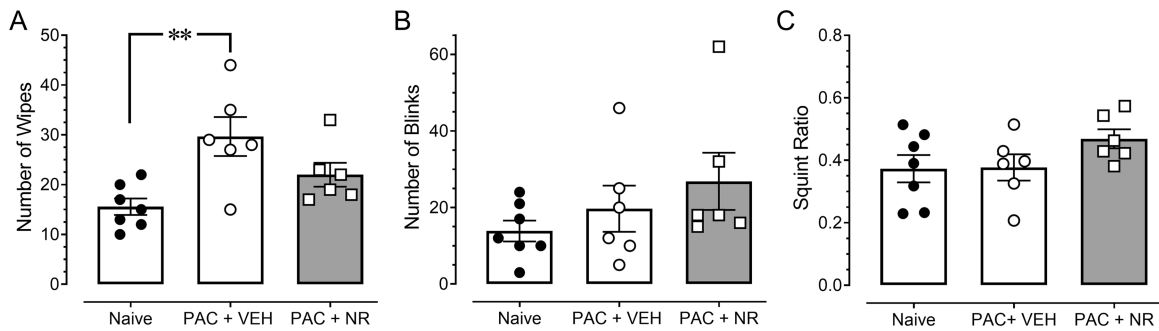 A
Number of Wipes
50
40
30
20
10
0
**
Naive
PAC + VEH
PAC + NR
B
Number of Blinks
60
40
20
0
Naive
PAC + VEH
PAC + NR
C
Squint Ratio
0.8
0.6
0.4
0.2
0.0
Naive
PAC+ VEH
PAC + NR